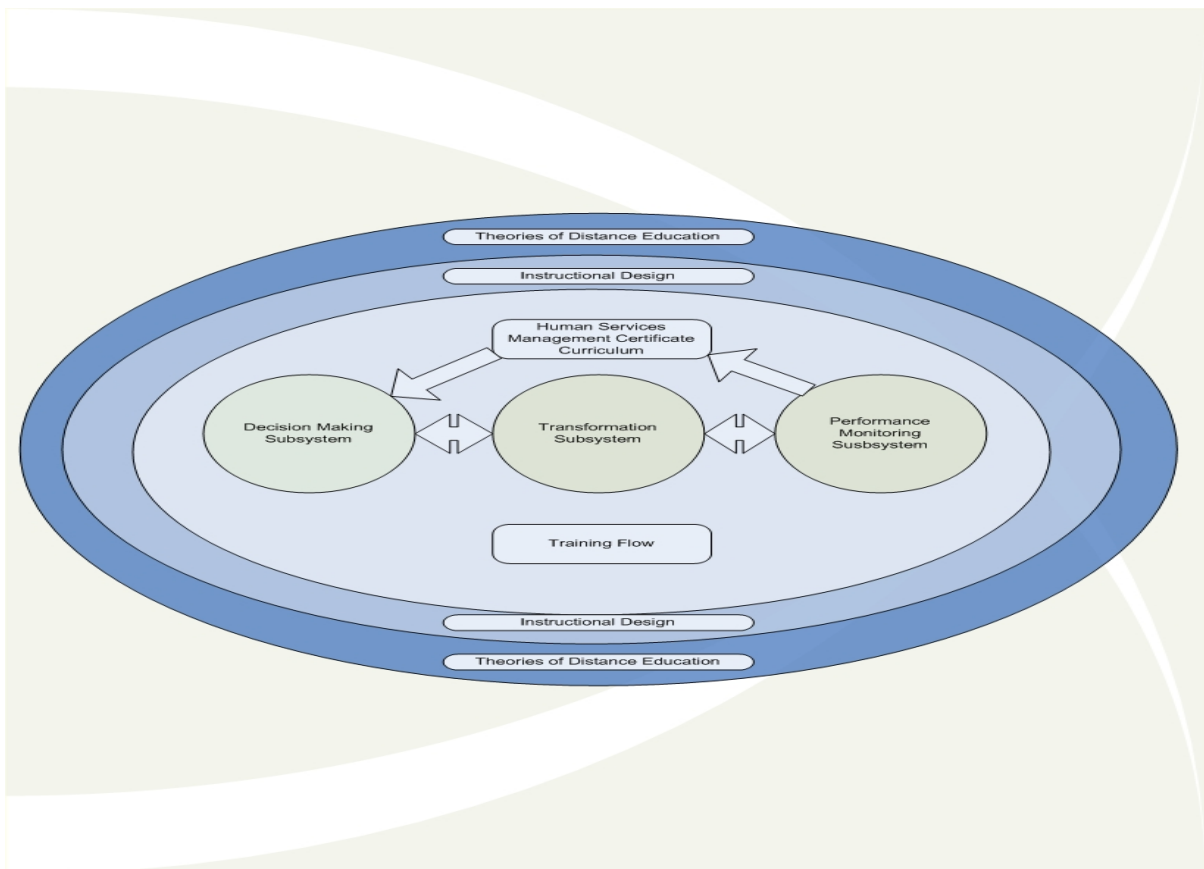 Theories of Distance Education
Instructional Design
Human Services
Management Certificate
Curriculum
Decision Making
Subsystem
Transformation
Subsystem
Performance
Monitoring
Susbsystem
Training Flow
Instructional Design
Theories of Distance Education